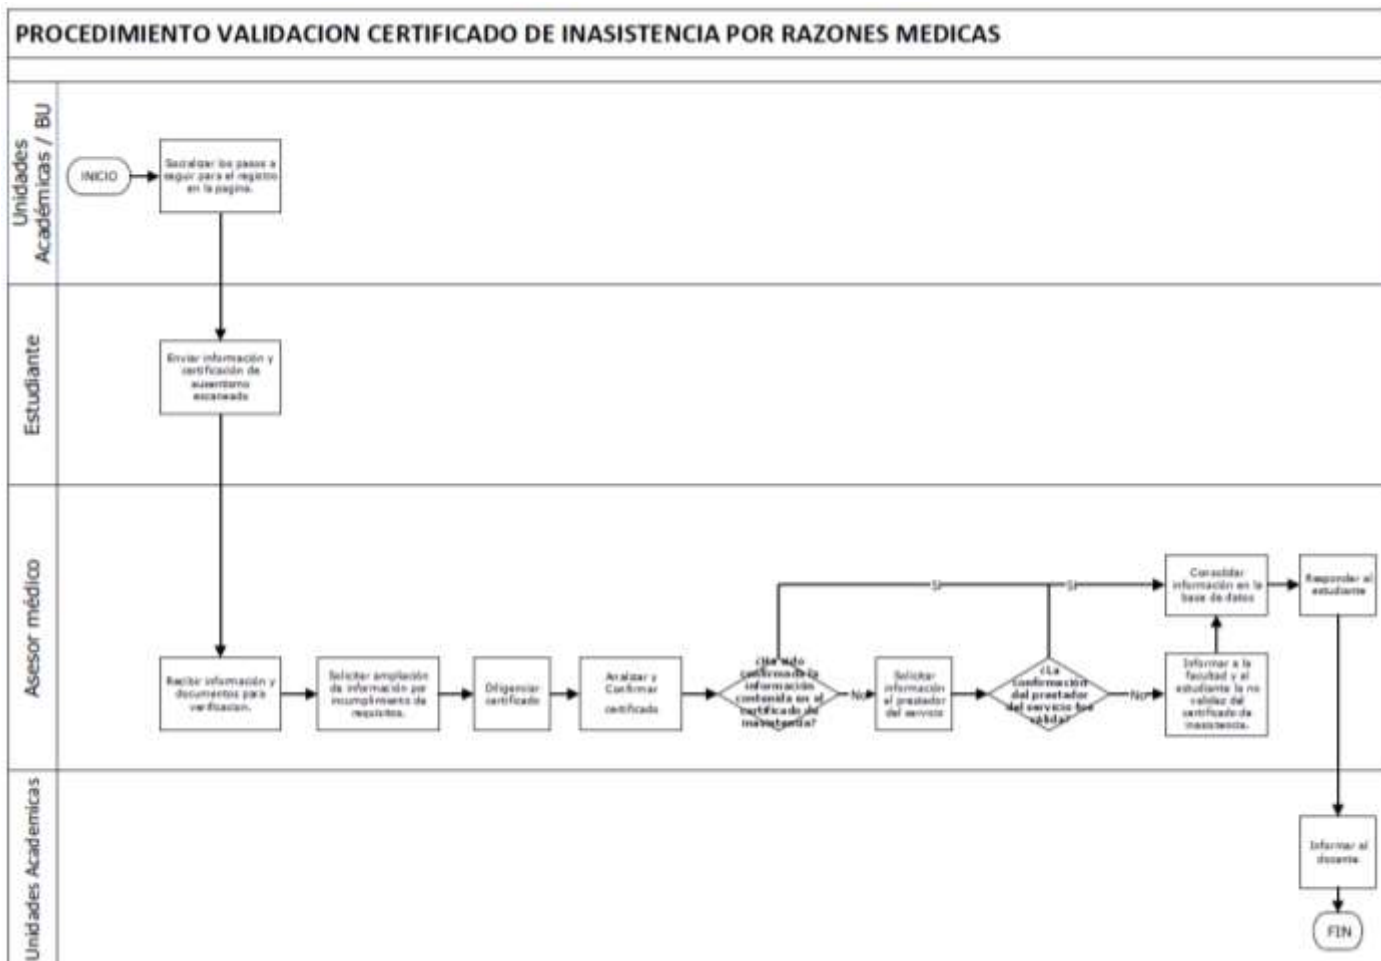 PROCEDIMIENTO VALIDACION CERTIFICADO DE INASISTENCIA POR RAZONES MEDICAS
Unidades
Académicas / BU
INICIO
Socializar los pasos a
seguir para el registro
en la pagina.
Estudiante
Enviar información y
certificación de
ausentismo
escaneada
Asesor médico
Recibir información y
documentos para
verificacion.
Solicitar ampliación
de información por
incumplimiento de
requisitos.
Diligenciar
certificado
Analizar y
Confirmar
certificado
¿Ha sido
confirmada la
información
contenida en el
certificado de
inasistencia?
No
Si
Solicitar
información
al prestador
del servicio
¿La
confirmación
del prestador
del servicio fue
válida?
No
Si
Informar a la
facultad y al
estudiante la no
validez del
certificado de
inasistencia.
Consolidar
información en la
base de datos
Responder al
estudiante
Unidades Academicas
Informar al
docente
FIN